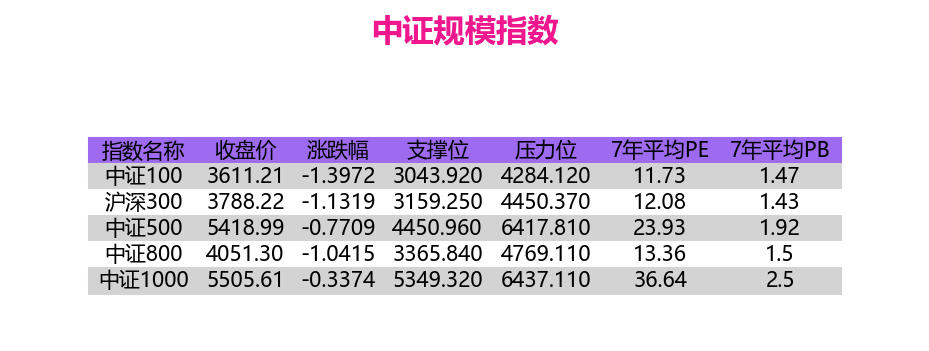 中证规模指数
指数名称 收盘价 涨跌幅 支撑位 压力位 7年平均PE 7年平均PB
中证100 3611.21 -1.3972 3043.920 4284.120 11.73 1.47
沪深300 3788.22 -1.1319 3159.250 4450.370 12.08 1.43
中证500 5418.99 -0.7709 4450.960 6417.810 23.93 1.92
中证800 4051.30 -1.0415 3365.840 4769.110 13.36 1.5
中证1000 5505.61 -0.3374 5349.320 6437.110 36.64 2.5